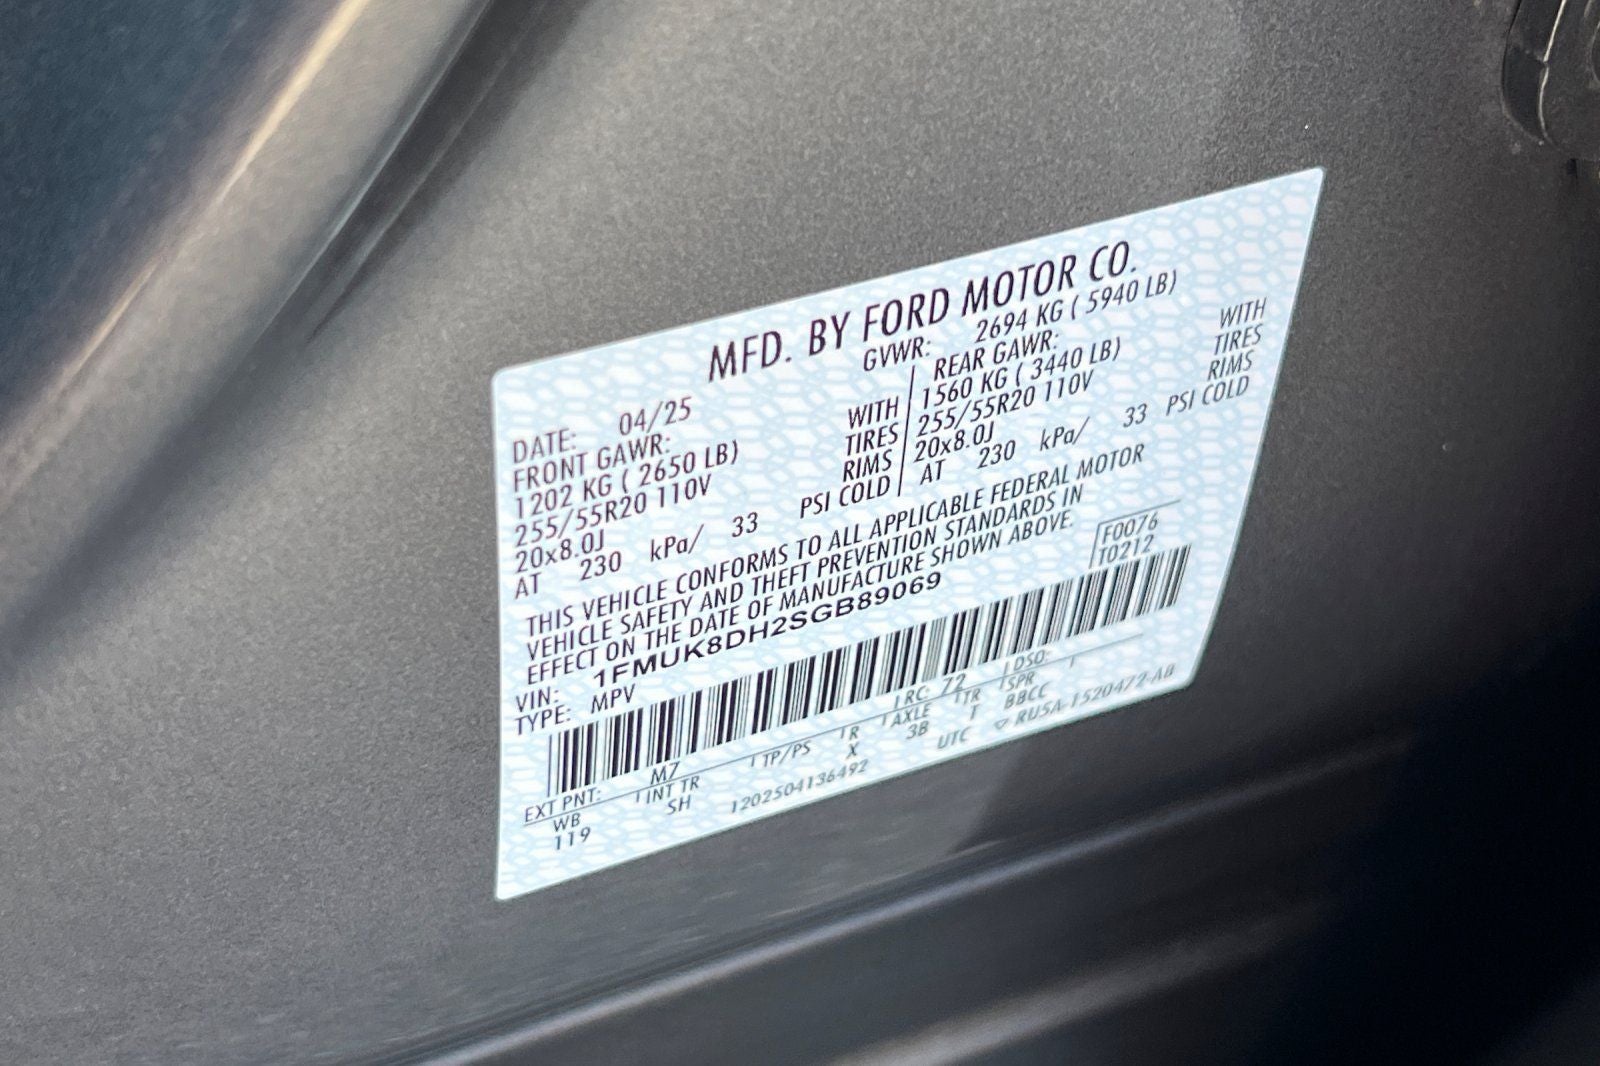 MFD. BY FORD MOTOR CO.
DATE: 04/25 GVWR: 2694 KG ( 5940 LB)
FRONT GAWR: REAR GAWR:
1202 KG ( 2650 LB) WITH 1560 KG ( 3440 LB) WITH
255/55R20 110V TIRES 255/55R20 110V TIRES
20x8.0J RIMS 20x8.0J RIMS
AT 230 kPa/ 33 PSI COLD AT 230 kPa/ 33 PSI COLD
THIS VEHICLE CONFORMS TO ALL APPLICABLE FEDERAL MOTOR
VEHICLE SAFETY AND THEFT PREVENTION STANDARDS IN
EFFECT ON THE DATE OF MANUFACTURE SHOWN ABOVE.
VIN: 1FMUK8DH2SGB89069 F0076
TYPE: MPV T0212
EXT PNT: M7 RC: 72 DSO:
WB INT TR TP/PS R AXLE TR SPR
119 SH X 3B T BBCC
1202504136492 UTC ▽ RU5A-1520472-AB